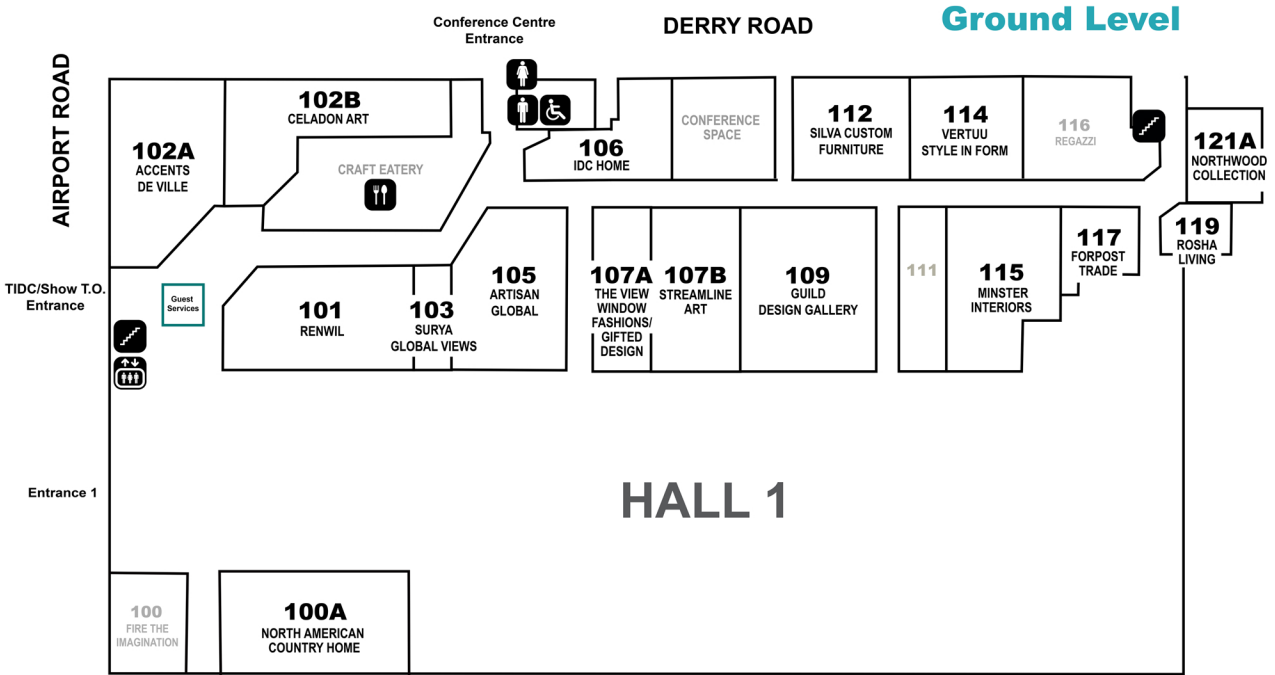 Ground Level
DERRY ROAD
Conference Centre
Entrance
AIRPORT ROAD
102A
ACCENTS
DE VILLE
102B
CELADON ART
CRAFT EATERY
106
IDC HOME
CONFERENCE
SPACE
112
SILVA CUSTOM
FURNITURE
114
VERTUU
STYLE IN FORM
116
REGAZZI
121A
NORTHWOOD
COLLECTION
119
ROSHA
LIVING
TIDC/Show T.O.
Entrance
Guest
Services
101
RENWIL
103
SURYA
GLOBAL VIEWS
105
ARTISAN
GLOBAL
107A
THE VIEW
WINDOW
FASHIONS/
GIFTED
DESIGN
107B
STREAMLINE
ART
109
GUILD
DESIGN GALLERY
111
115
MINSTER
INTERIORS
117
FORPOST
TRADE
Entrance 1
HALL 1
100
FIRE THE
IMAGINATION
100A
NORTH AMERICAN
COUNTRY HOME